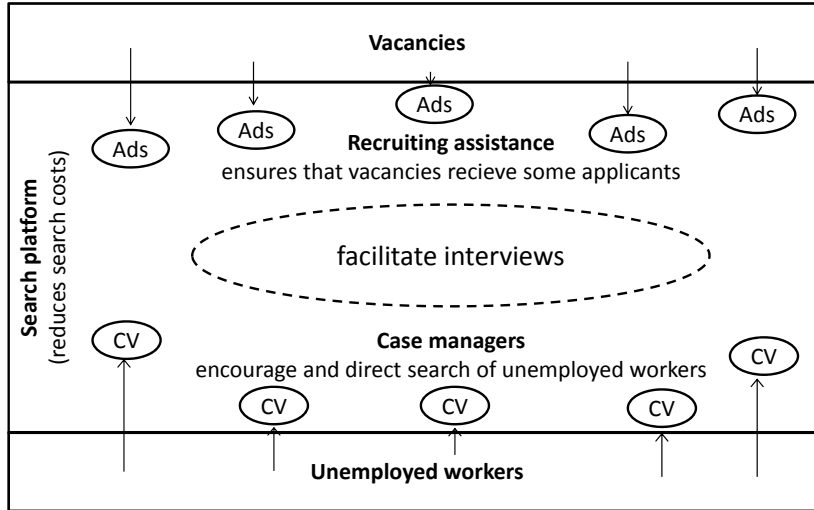 Vacancies
Ads
Ads
Ads
Ads
Ads
Recruiting assistance
ensures that vacancies recieve some applicants
Search platform
(reduces search costs)
facilitate interviews
CV
Case managers
encourage and direct search of unemployed workers
CV
CV
CV
CV
Unemployed workers